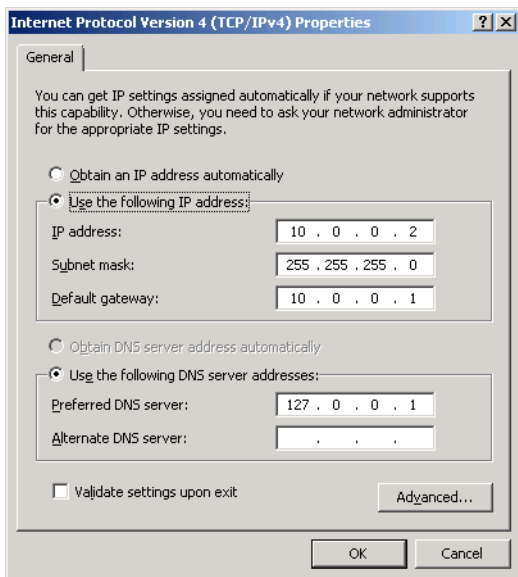 Internet Protocol Version 4 (TCP/IPv4) Properties ? X
General
You can get IP settings assigned automatically if your network supports
this capability. Otherwise, you need to ask your network administrator
for the appropriate IP settings.
Obtain an IP address automatically
Use the following IP address:
IP address: 10 . 0 . 0 . 2
Subnet mask: 255 . 255 . 255 . 0
Default gateway: 10 . 0 . 0 . 1
Obtain DNS server address automatically
Use the following DNS server addresses:
Preferred DNS server: 127 . 0 . 0 . 1
Alternate DNS server: . . .
Validate settings upon exit
Advanced...
OK Cancel